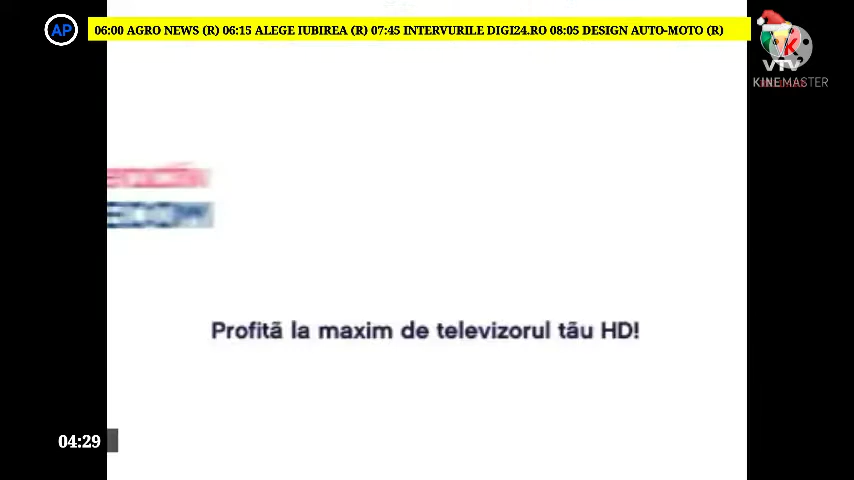 AP
06:00 AGRO NEWS (R) 06:15 ALEGE IUBIREA (R) 07:45 INTERVURILE DIGI24.RO 08:05 DESIGN AUTO-MOTO (R)
VTV
KINEMASTER
Profită la maxim de televizorul tău HD!
04:29